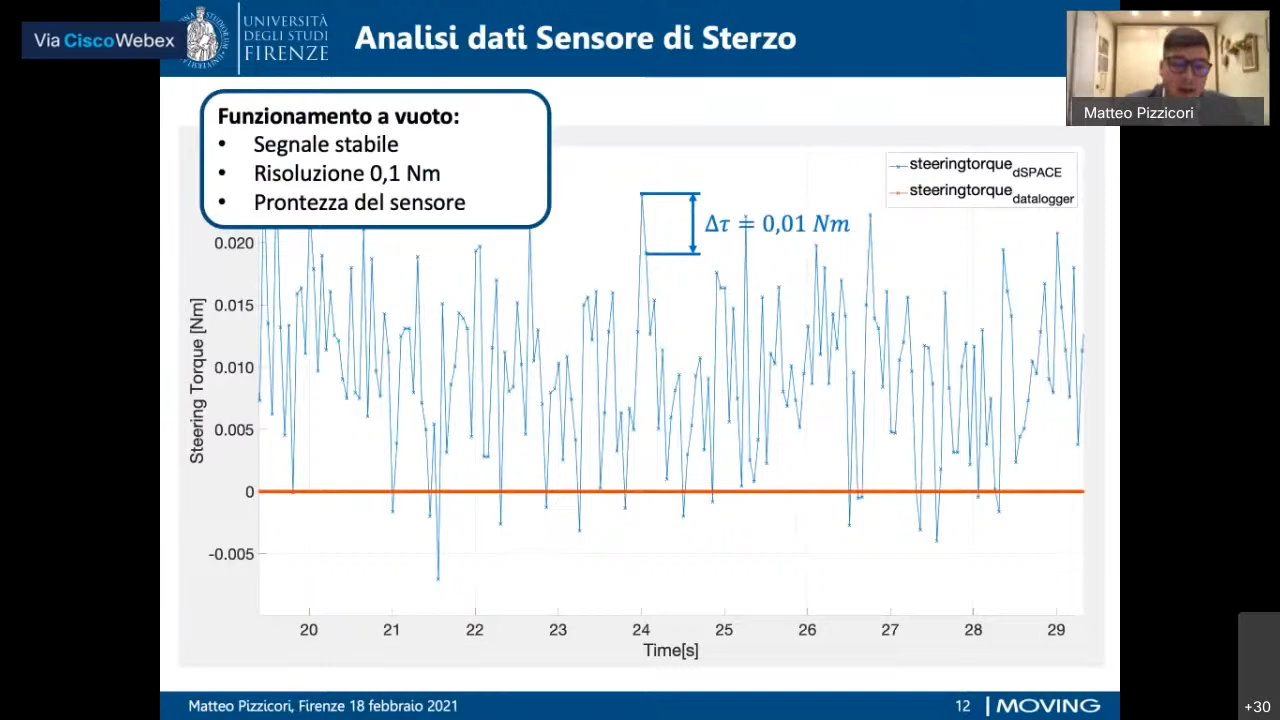 Via Cisco Webex
UNIVERSITÀ
DEGLI STUDI
FIRENZE
Analisi dati Sensore di Sterzo
Matteo Pizzicori
Funzionamento a vuoto:
• Segnale stabile
• Risoluzione 0,1 Nm
• Prontezza del sensore
steeringtorque dSPACE
steeringtorque datalogger
Δτ = 0,01 Nm
Steering Torque [Nm]
0.020
0.015
0.010
0.005
0
-0.005
20 21 22 23 24 25 26 27 28 29
Time[s]
Matteo Pizzicori, Firenze 18 febbraio 2021
12 | MOVING
+30